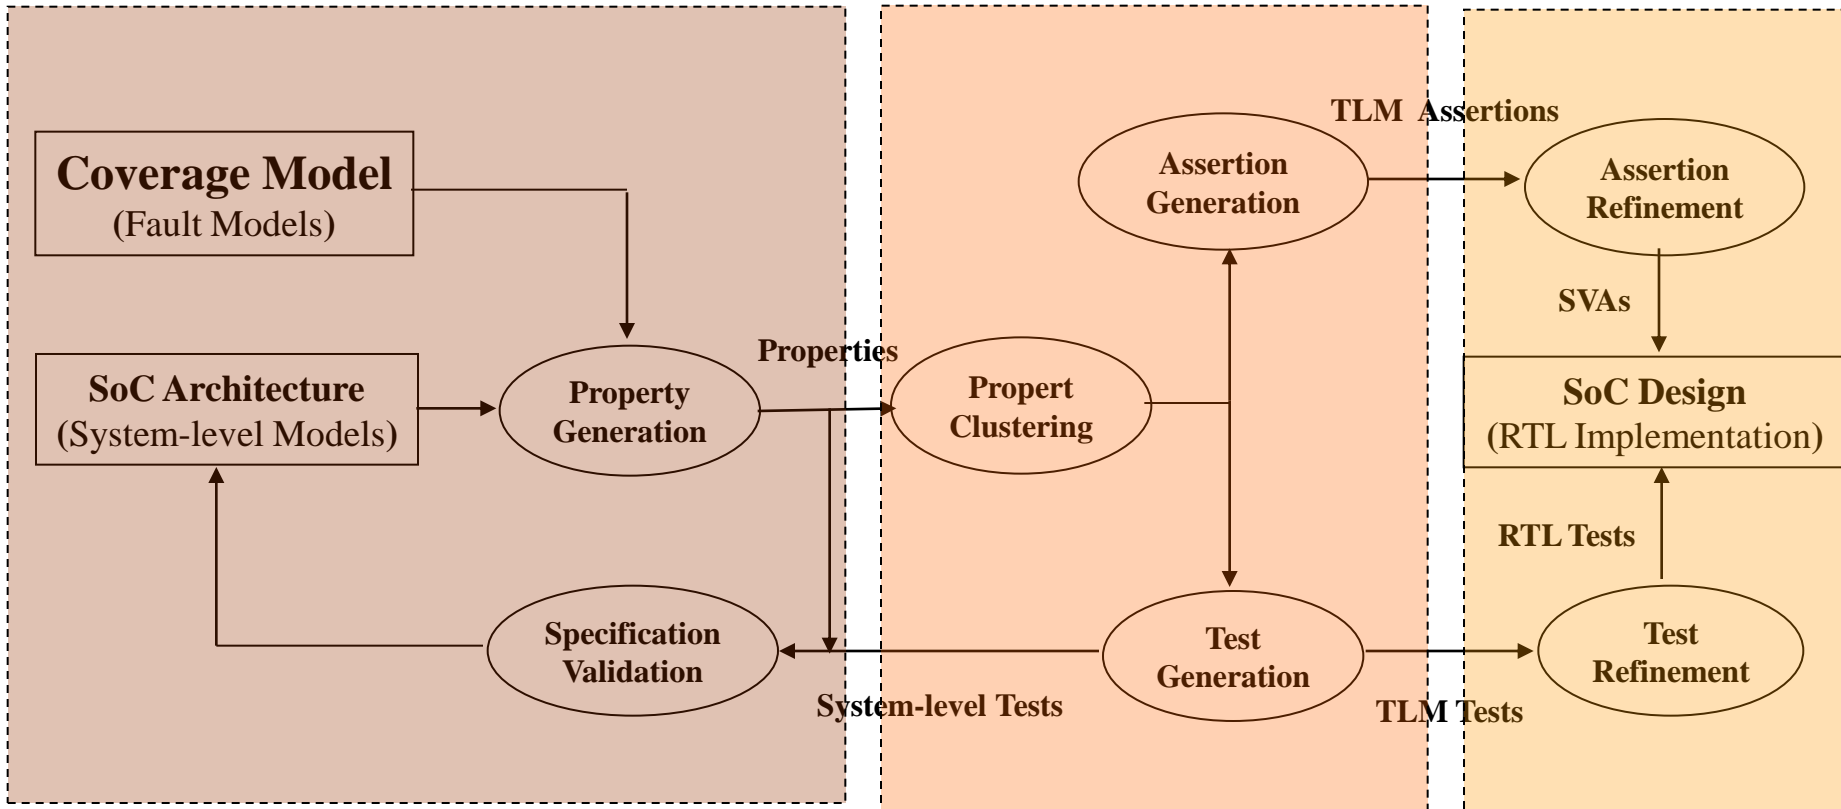 Coverage Model
(Fault Models)
SoC Architecture
(System-level Models)
Property
Generation
Specification
Validation
Properties
Propert
Clustering
Assertion
Generation
Test
Generation
System-level Tests
TLM Assertions
TLM Tests
Assertion
Refinement
SVAs
SoC Design
(RTL Implementation)
RTL Tests
Test
Refinement